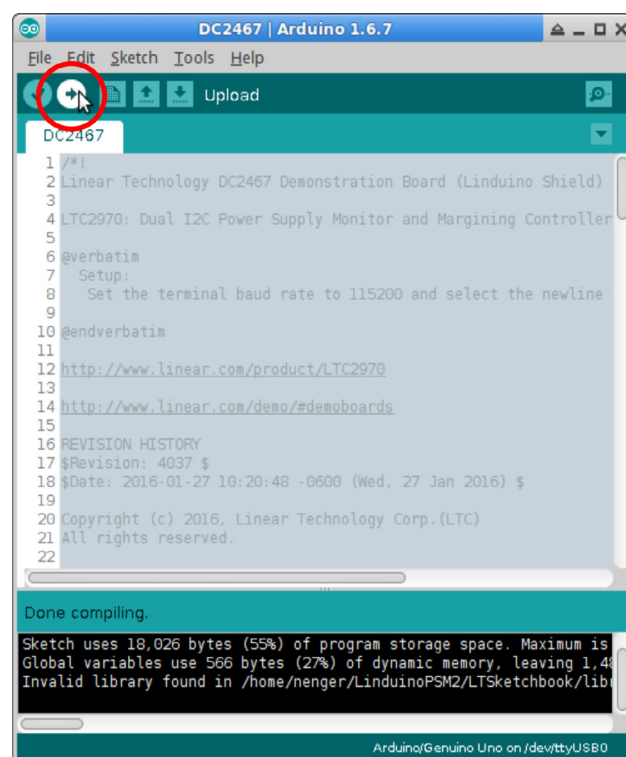 DC2467 | Arduino 1.6.7
File Edit Sketch Tools Help
Upload
DC2467
1 /*!
2 Linear Technology DC2467 Demonstration Board (Linduino Shield)
3
4 LTC2970: Dual I2C Power Supply Monitor and Margining Controller
5
6 @verbatim
7 Setup:
8 Set the terminal baud rate to 115200 and select the newline
9
10 @endverbatim
11
12 http://www.linear.com/product/LTC2970
13
14 http://www.linear.com/demo/#demoboards
15
16 REVISION HISTORY
17 $Revision: 4037 $
18 $Date: 2016-01-27 10:20:48 -0600 (Wed, 27 Jan 2016) $
19
20 Copyright (c) 2016, Linear Technology Corp.(LTC)
21 All rights reserved.
22
Done compiling.
Sketch uses 18,026 bytes (55%) of program storage space. Maximum is
Global variables use 566 bytes (27%) of dynamic memory, leaving 1,48
Invalid library found in /home/nenger/LinduinoPSM2/LTSketchbook/libr
Arduino/Genuino Uno on /dev/ttyUSB0